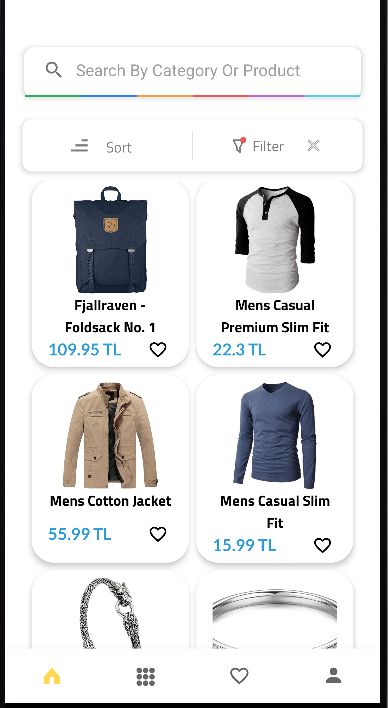 Search By Category Or Product
Sort
Filter
Fjallraven -
Foldsack No. 1
109.95 TL
Mens Casual
Premium Slim Fit
22.3 TL
Mens Cotton Jacket
55.99 TL
Mens Casual Slim
Fit
15.99 TL